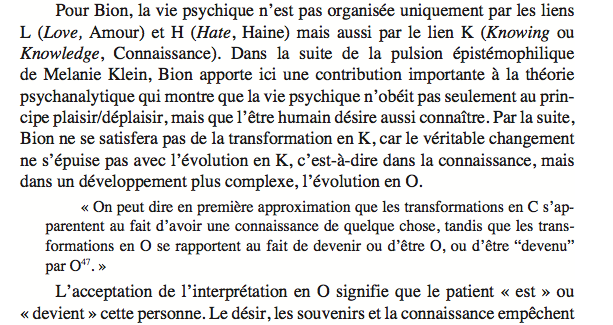 Pour Bion, la vie psychique n’est pas organisée uniquement par les liens
L (Love, Amour) et H (Hate, Haine) mais aussi par le lien K (Knowing ou
Knowledge, Connaissance). Dans la suite de la pulsion épistémophilique
de Melanie Klein, Bion apporte ici une contribution importante à la théorie
psychanalytique qui montre que la vie psychique n’obéit pas seulement au prin-
cipe plaisir/déplaisir, mais que l’être humain désire aussi connaître. Par la suite,
Bion ne se satisfera pas de la transformation en K, car le véritable changement
ne s’épuise pas avec l’évolution en K, c’est-à-dire dans la connaissance, mais
dans un développement plus complexe, l’évolution en O.
« On peut dire en première approximation que les transformations en C s’ap-
parentent au fait d’avoir une connaissance de quelque chose, tandis que les trans-
formations en O se rapportent au fait de devenir ou d’être O, ou d’être “devenu”
par O47. »
L’acceptation de l’interprétation en O signifie que le patient « est » ou
« devient » cette personne. Le désir, les souvenirs et la connaissance empêchent